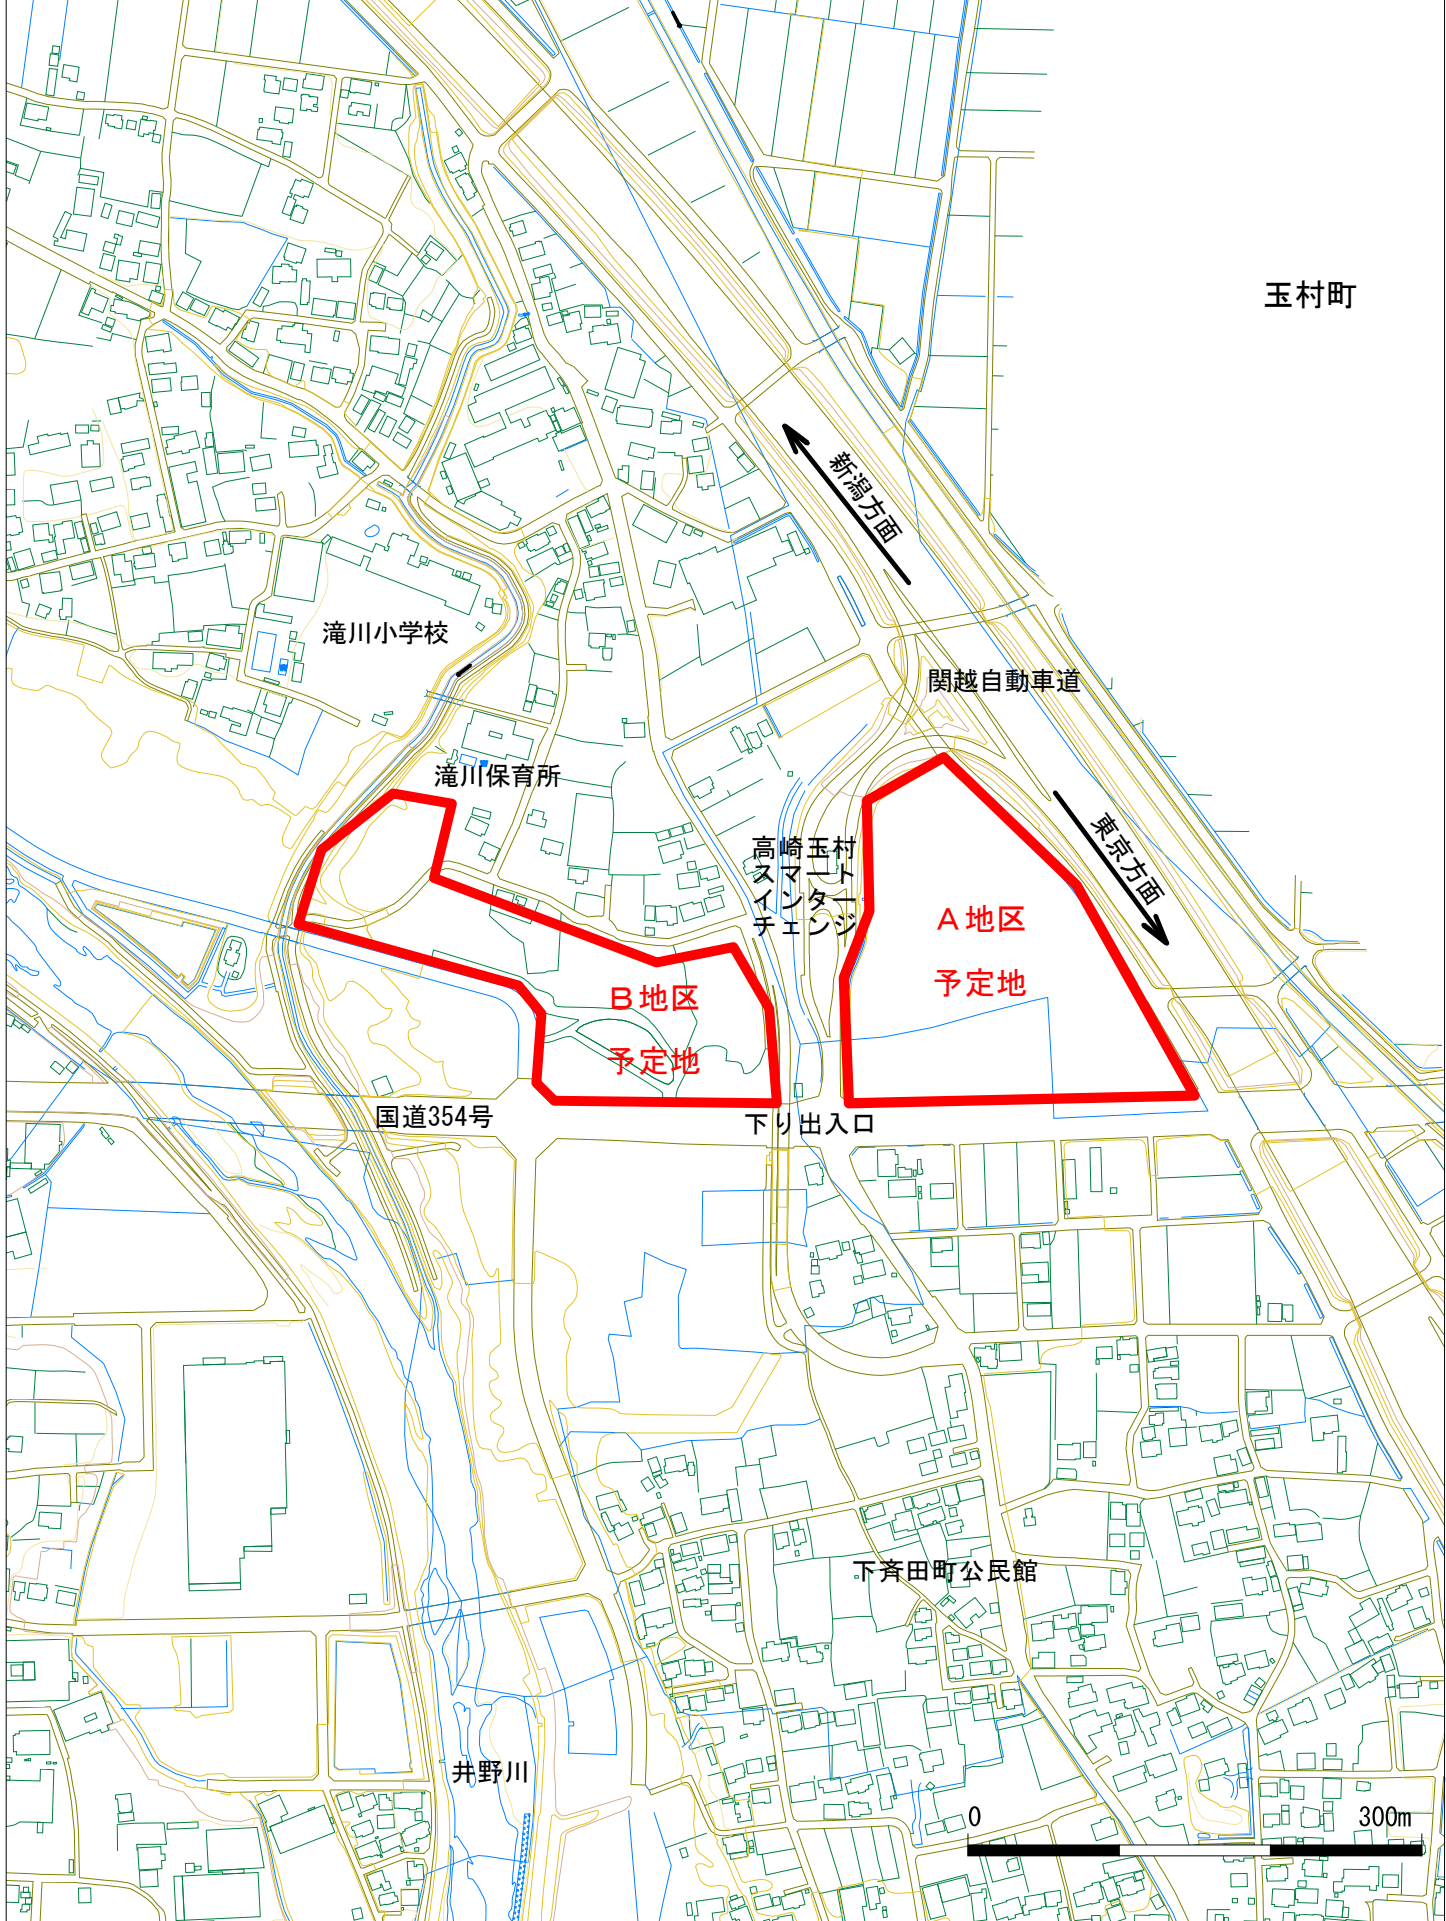 玉村町
新潟方面
滝川小学校
関越自動車道
滝川保育所
高崎玉村
スマート
インター
チェンジ
東京方面
Ａ地区
予定地
Ｂ地区
予定地
国道354号
下り出入口
下斉田町公民館
井野川
0
300m